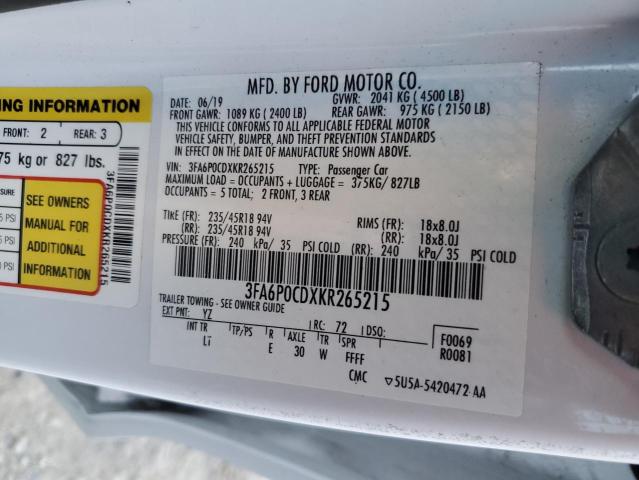 MFD. BY FORD MOTOR CO.
DATE: 06/19 GVWR: 2041 KG ( 4500 LB)
FRONT GAWR: 1089 KG ( 2400 LB) REAR GAWR: 975 KG ( 2150 LB)
THIS VEHICLE CONFORMS TO ALL APPLICABLE FEDERAL MOTOR
VEHICLE SAFETY, BUMPER, AND THEFT PREVENTION STANDARDS
IN EFFECT ON THE DATE OF MANUFACTURE SHOWN ABOVE.
VIN: 3FA6P0CDXKR265215 TYPE: Passenger Car
MAXIMUM LOAD = OCCUPANTS + LUGGAGE = 375KG/ 827LB
OCCUPANTS = 5 TOTAL; 2 FRONT, 3 REAR
TIRE (FR): 235/45R18 94V RIMS (FR): 18x8.0J
(RR): 235/45R18 94V (RR): 18x8.0J
PRESSURE (FR): 240 kPa/ 35 PSI COLD (RR): 240 kPa/ 35 PSI COLD
3FA6P0CDXKR265215
TRAILER TOWING - SEE OWNER GUIDE
EXT PNT: YZ RC: 72 DSO:
INT TR TP/PS R AXLE TR SPR
LT E 30 W FFFF
F0069
R0081
CMC 5U5A-5420472-AA
ING INFORMATION
FRONT: 2 REAR: 3
75 kg or 827 lbs.
SURE
PSI
PSI
PSI
SEE OWNERS
MANUAL FOR
ADDITIONAL
INFORMATION
3FA6P0CDXKR265215